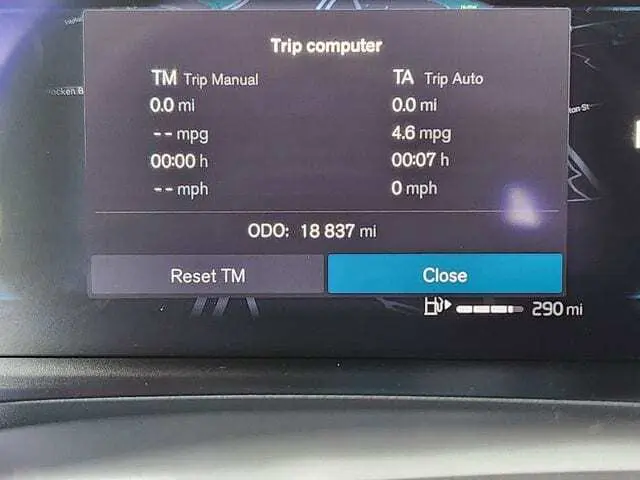 Trip computer
TM Trip Manual
TA Trip Auto
0.0 mi
0.0 mi
-- mpg
4.6 mpg
00:00 h
00:07 h
-- mph
0 mph
ODO: 18 837 mi
Reset TM
Close
290 mi